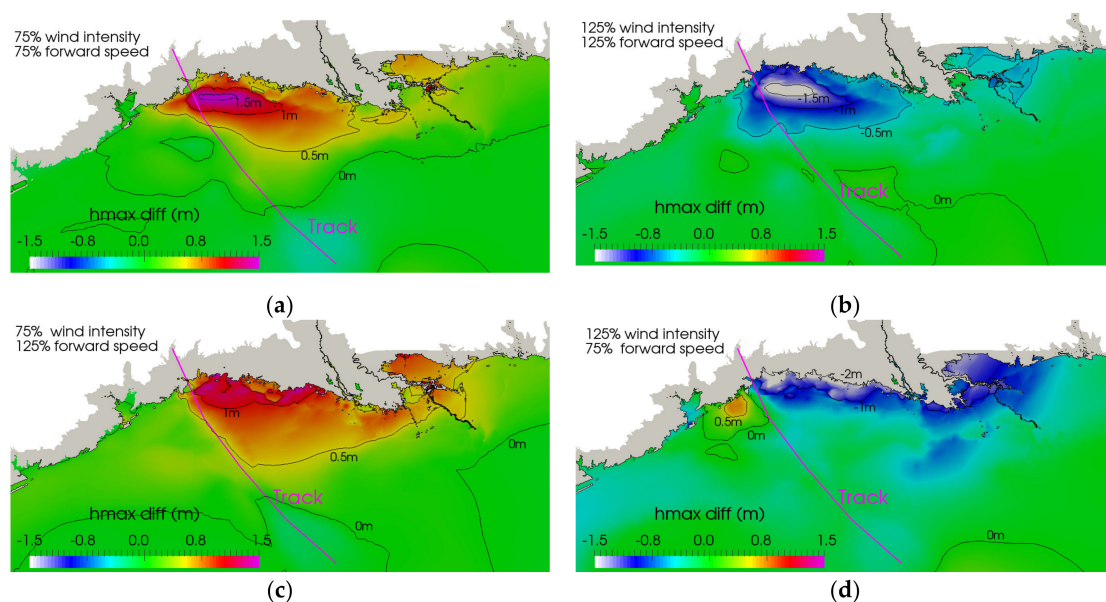 75% wind intensity
75% forward speed
1.5m
1m
0.5m
0m
Track
hmax diff (m)
-1.5 -0.8 0.0 0.8 1.5
(a)
125% wind intensity
125% forward speed
-1.5m
-1m
-0.5m
Track
0m
hmax diff (m)
-1.5 -0.8 0.0 0.8 1.5
(b)
75% wind intensity
125% forward speed
1m
0m
0.5m
Track
0m
hmax diff (m)
-1.5 -0.8 0.0 0.8 1.5
(c)
125% wind intensity
75% forward speed
-2m
-1m
0.5m
0m
Track
0m
hmax diff (m)
-1.5 -0.8 0.0 0.8 1.5
(d)